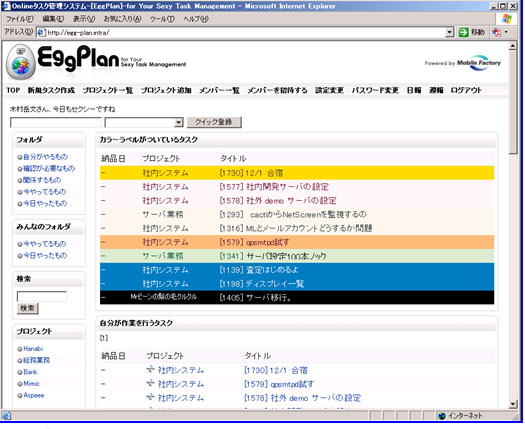 Onlineタスク管理システム-[EggPlan]-for Your Sexy Task Management - Microsoft Internet Explorer
ファイル(F) 編集(E) 表示(V) お気に入り(A) ツール(T) ヘルプ(H)
アドレス(D) http://egg-plan.intra/ 移動
EggPlan for Your Sexy Task Management
Powered by Mobile Factory
TOP 新規タスク作成 プロジェクト一覧 プロジェクト追加 メンバー一覧 メンバーを招待する 設定変更 パスワード変更 日報 週報 ログアウト
木村岳文さん、今日もセクシーですね
クイック登録
フォルダ
自分がやるもの
確認が必要なもの
関係するもの
今やってるもの
今日やったもの
みんなのフォルダ
今やってるもの
今日やったもの
検索
検索
プロジェクト
Hanabi
総務業務
Bank
Mimic
Aspeee
カラーラベルがついているタスク
納品日 プロジェクト タイトル
- 社内システム [1730] 12/1 合宿
- 社内システム [1577] 社内開発サーバの設定
- 社内システム [1578] 社外 demo サーバの設定
- サーバ業務 [1293] cactiからNetScreenを監視するの
- 社内システム [1316] MLとメールアカウントどうするか問題
- 社内システム [1579] qpsmtpd試す
- サーバ業務 [1341] サーバ設定100本ノック
- 社内システム [1139] 査定はじめるよ
- 社内システム [1198] ディスプレイ一覧
- Mrビーンの髪の毛クルクル [1405] サーバ移行。
自分が作業を行うタスク
[1]
納品日 プロジェクト タイトル
- 社内システム [1730] 12/1 合宿
- 社内システム [1579] qpsmtpd試す
- 社内システム [1578] 社外 demo サーバの設定
インターネット